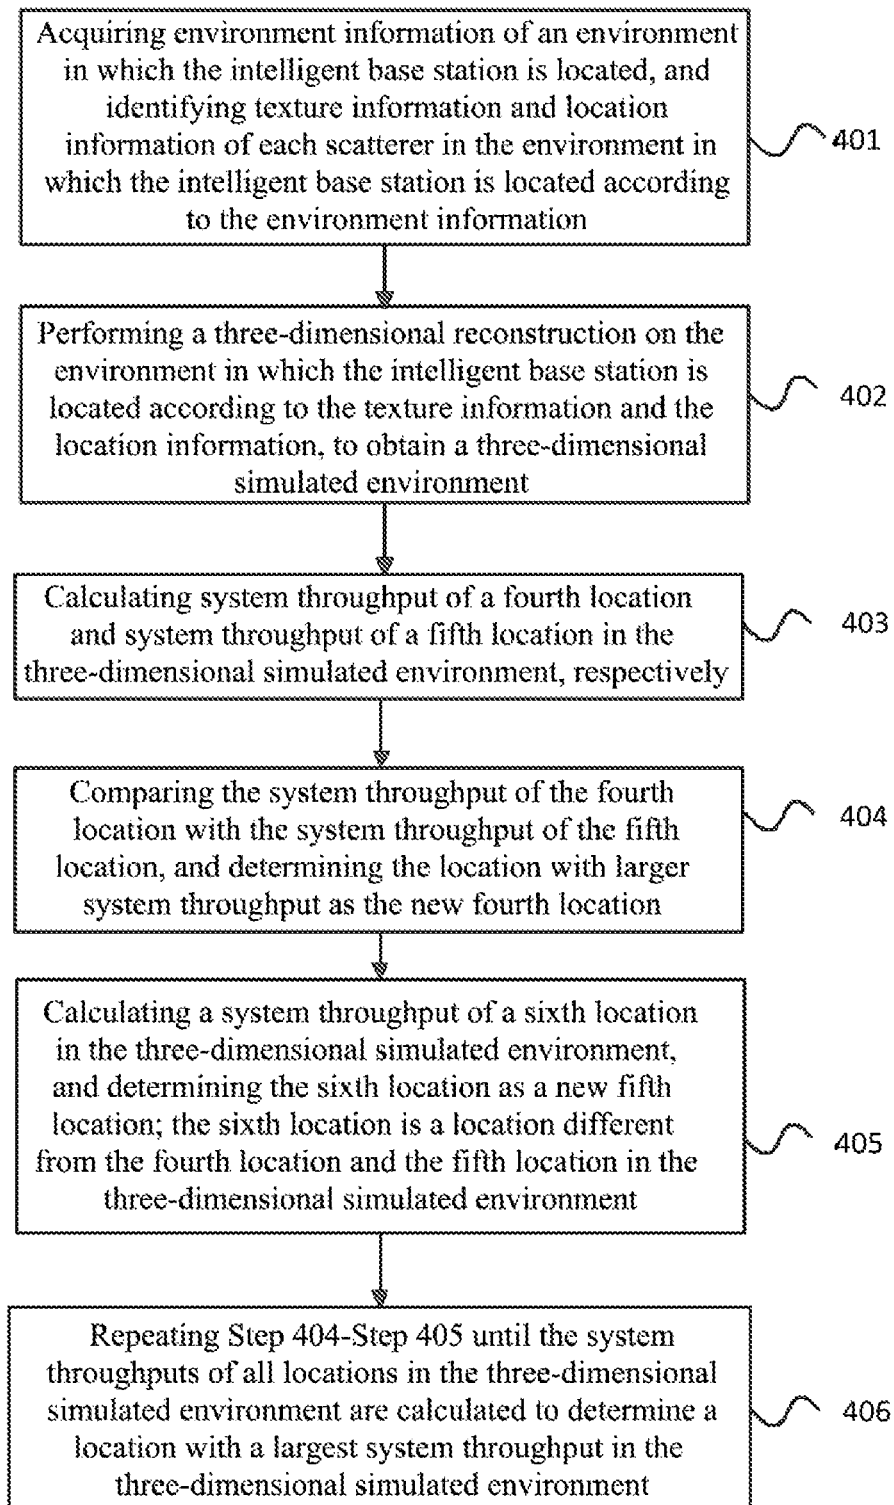 Acquiring environment information of an environment
in which the intelligent base station is located, and
identifying texture information and location
information of each scatterer in the environment in
which the intelligent base station is located according
to the environment information
401
Performing a three-dimensional reconstruction on the
environment in which the intelligent base station is
located according to the texture information and the
location information, to obtain a three-dimensional
simulated environment
402
Calculating system throughput of a fourth location
and system throughput of a fifth location in the
three-dimensional simulated environment, respectively
403
Comparing the system throughput of the fourth
location with the system throughput of the fifth
location, and determining the location with larger
system throughput as the new fourth location
404
Calculating a system throughput of a sixth location
in the three-dimensional simulated environment,
and determining the sixth location as a new fifth
location; the sixth location is a location different
from the fourth location and the fifth location in the
three-dimensional simulated environment
405
Repeating Step 404-Step 405 until the system
throughputs of all locations in the three-dimensional
simulated environment are calculated to determine a
location with a largest system throughput in the
three-dimensional simulated environment
406